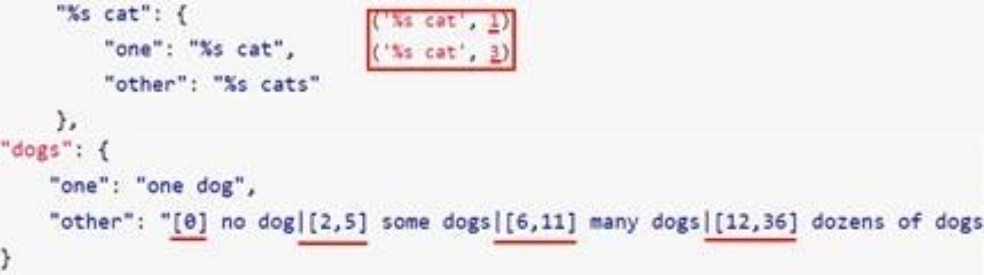 "%s cat": {
('%s cat', 1)
"one": "%s cat",
('%s cat', 3)
"other": "%s cats"
},
"dogs": {
"one": "one dog",
"other": "[0] no dog|[2,5] some dogs|[6,11] many dogs|[12,36] dozens of dogs
}